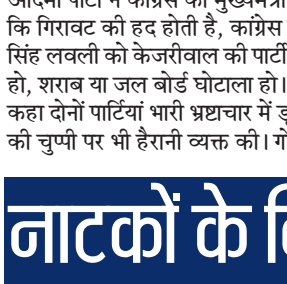 आदमी पार्टी ने कांग्रेस की मुख्यमंत्री
कि गिरावट की हद होती है, कांग्रेस
सिंह लवली को केजरीवाल की पार्टी
हो, शराब या जल बोर्ड घोटाला हो।
कहा दोनों पार्टियां भारी भ्रष्टाचार में
की चुप्पी पर भी हैरानी व्यक्त की।
नाटकों के